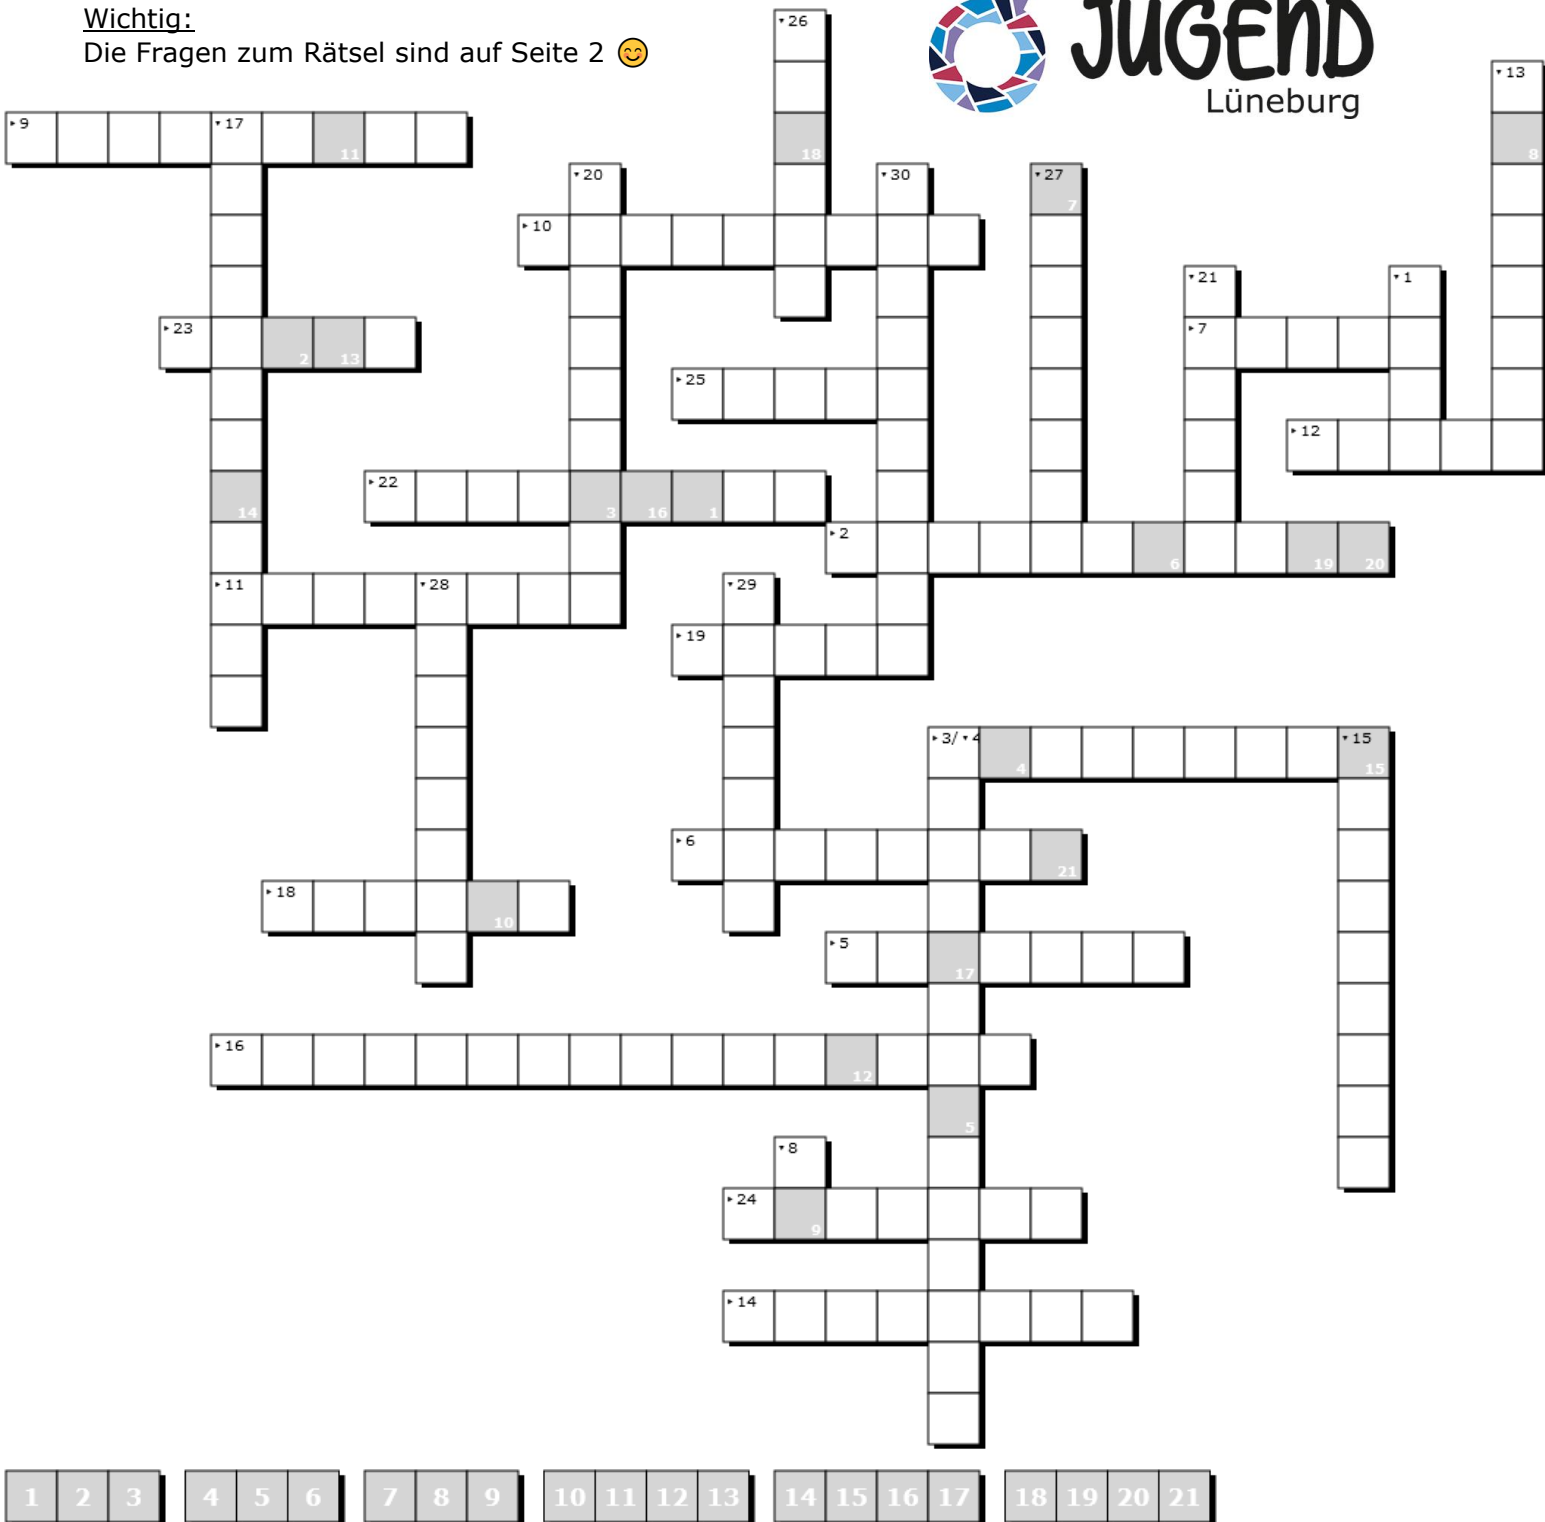 Wichtig:
Die Fragen zum Rätsel sind auf Seite 2 😊
JUGEND
Lüneburg
26
13
9 17 11
18 8
20 30 27
7
10
21 1
23 2 13
7
25
12
22 3 16 1
14
2 6 19 20
11 28 29
19
3/ 4 4 15
15
6 21
18 10
5 17
16 12
5
8
24 9
14
1 2 3 4 5 6 7 8 9 10 11 12 13 14 15 16 17 18 19 20 21